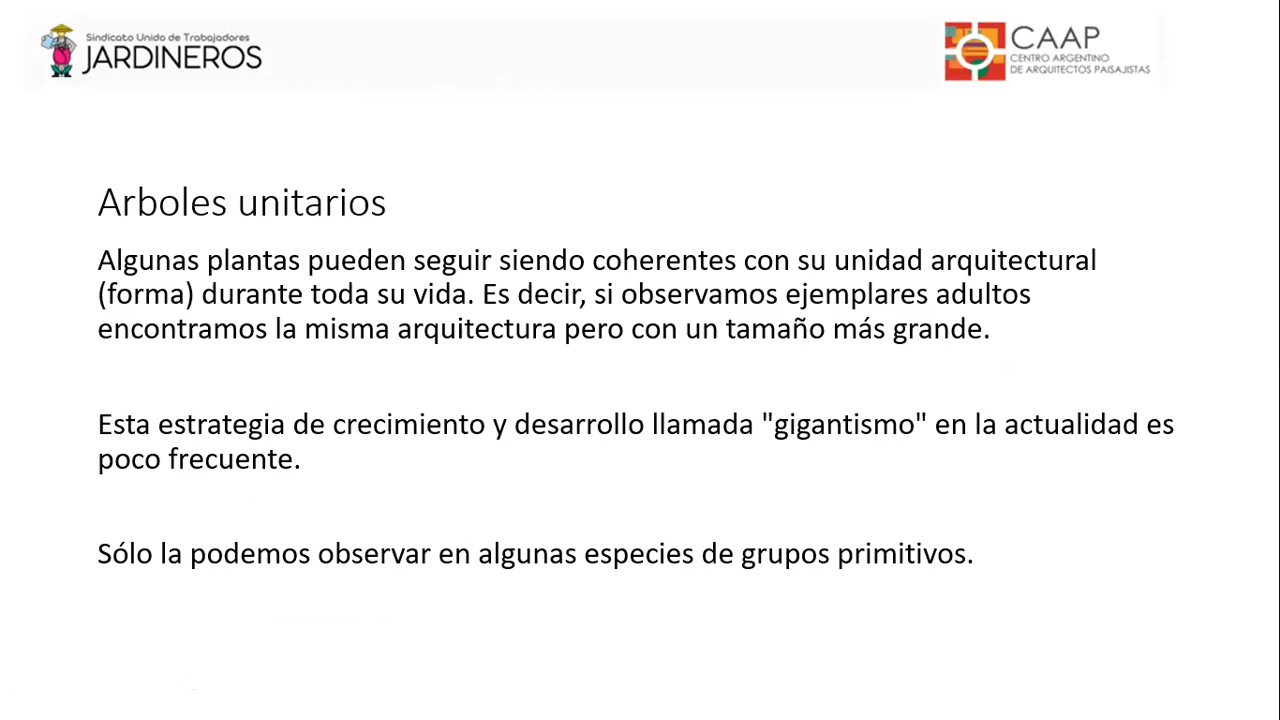 Sindicato Unido de Trabajadores
JARDINEROS
CAAP
CENTRO ARGENTINO
DE ARQUITECTOS PAISAJISTAS
Arboles unitarios
Algunas plantas pueden seguir siendo coherentes con su unidad arquitectural
(forma) durante toda su vida. Es decir, si observamos ejemplares adultos
encontramos la misma arquitectura pero con un tamaño más grande.
Esta estrategia de crecimiento y desarrollo llamada "gigantismo" en la actualidad es
poco frecuente.
Sólo la podemos observar en algunas especies de grupos primitivos.